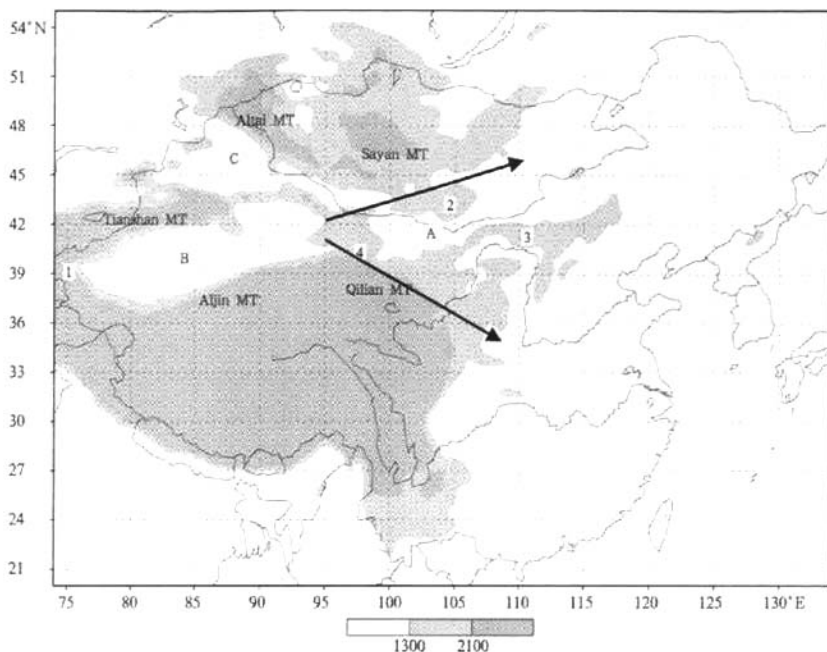 54°N
51
48
45
42
39
36
33
30
27
24
21
Altai MT
Sayan MT
C
Tianshan MT
2
A
3
4
B
1
Qilian MT
Aljin MT
75
80
85
90
95
100
105
110
115
120
125
130°E
1300 2100